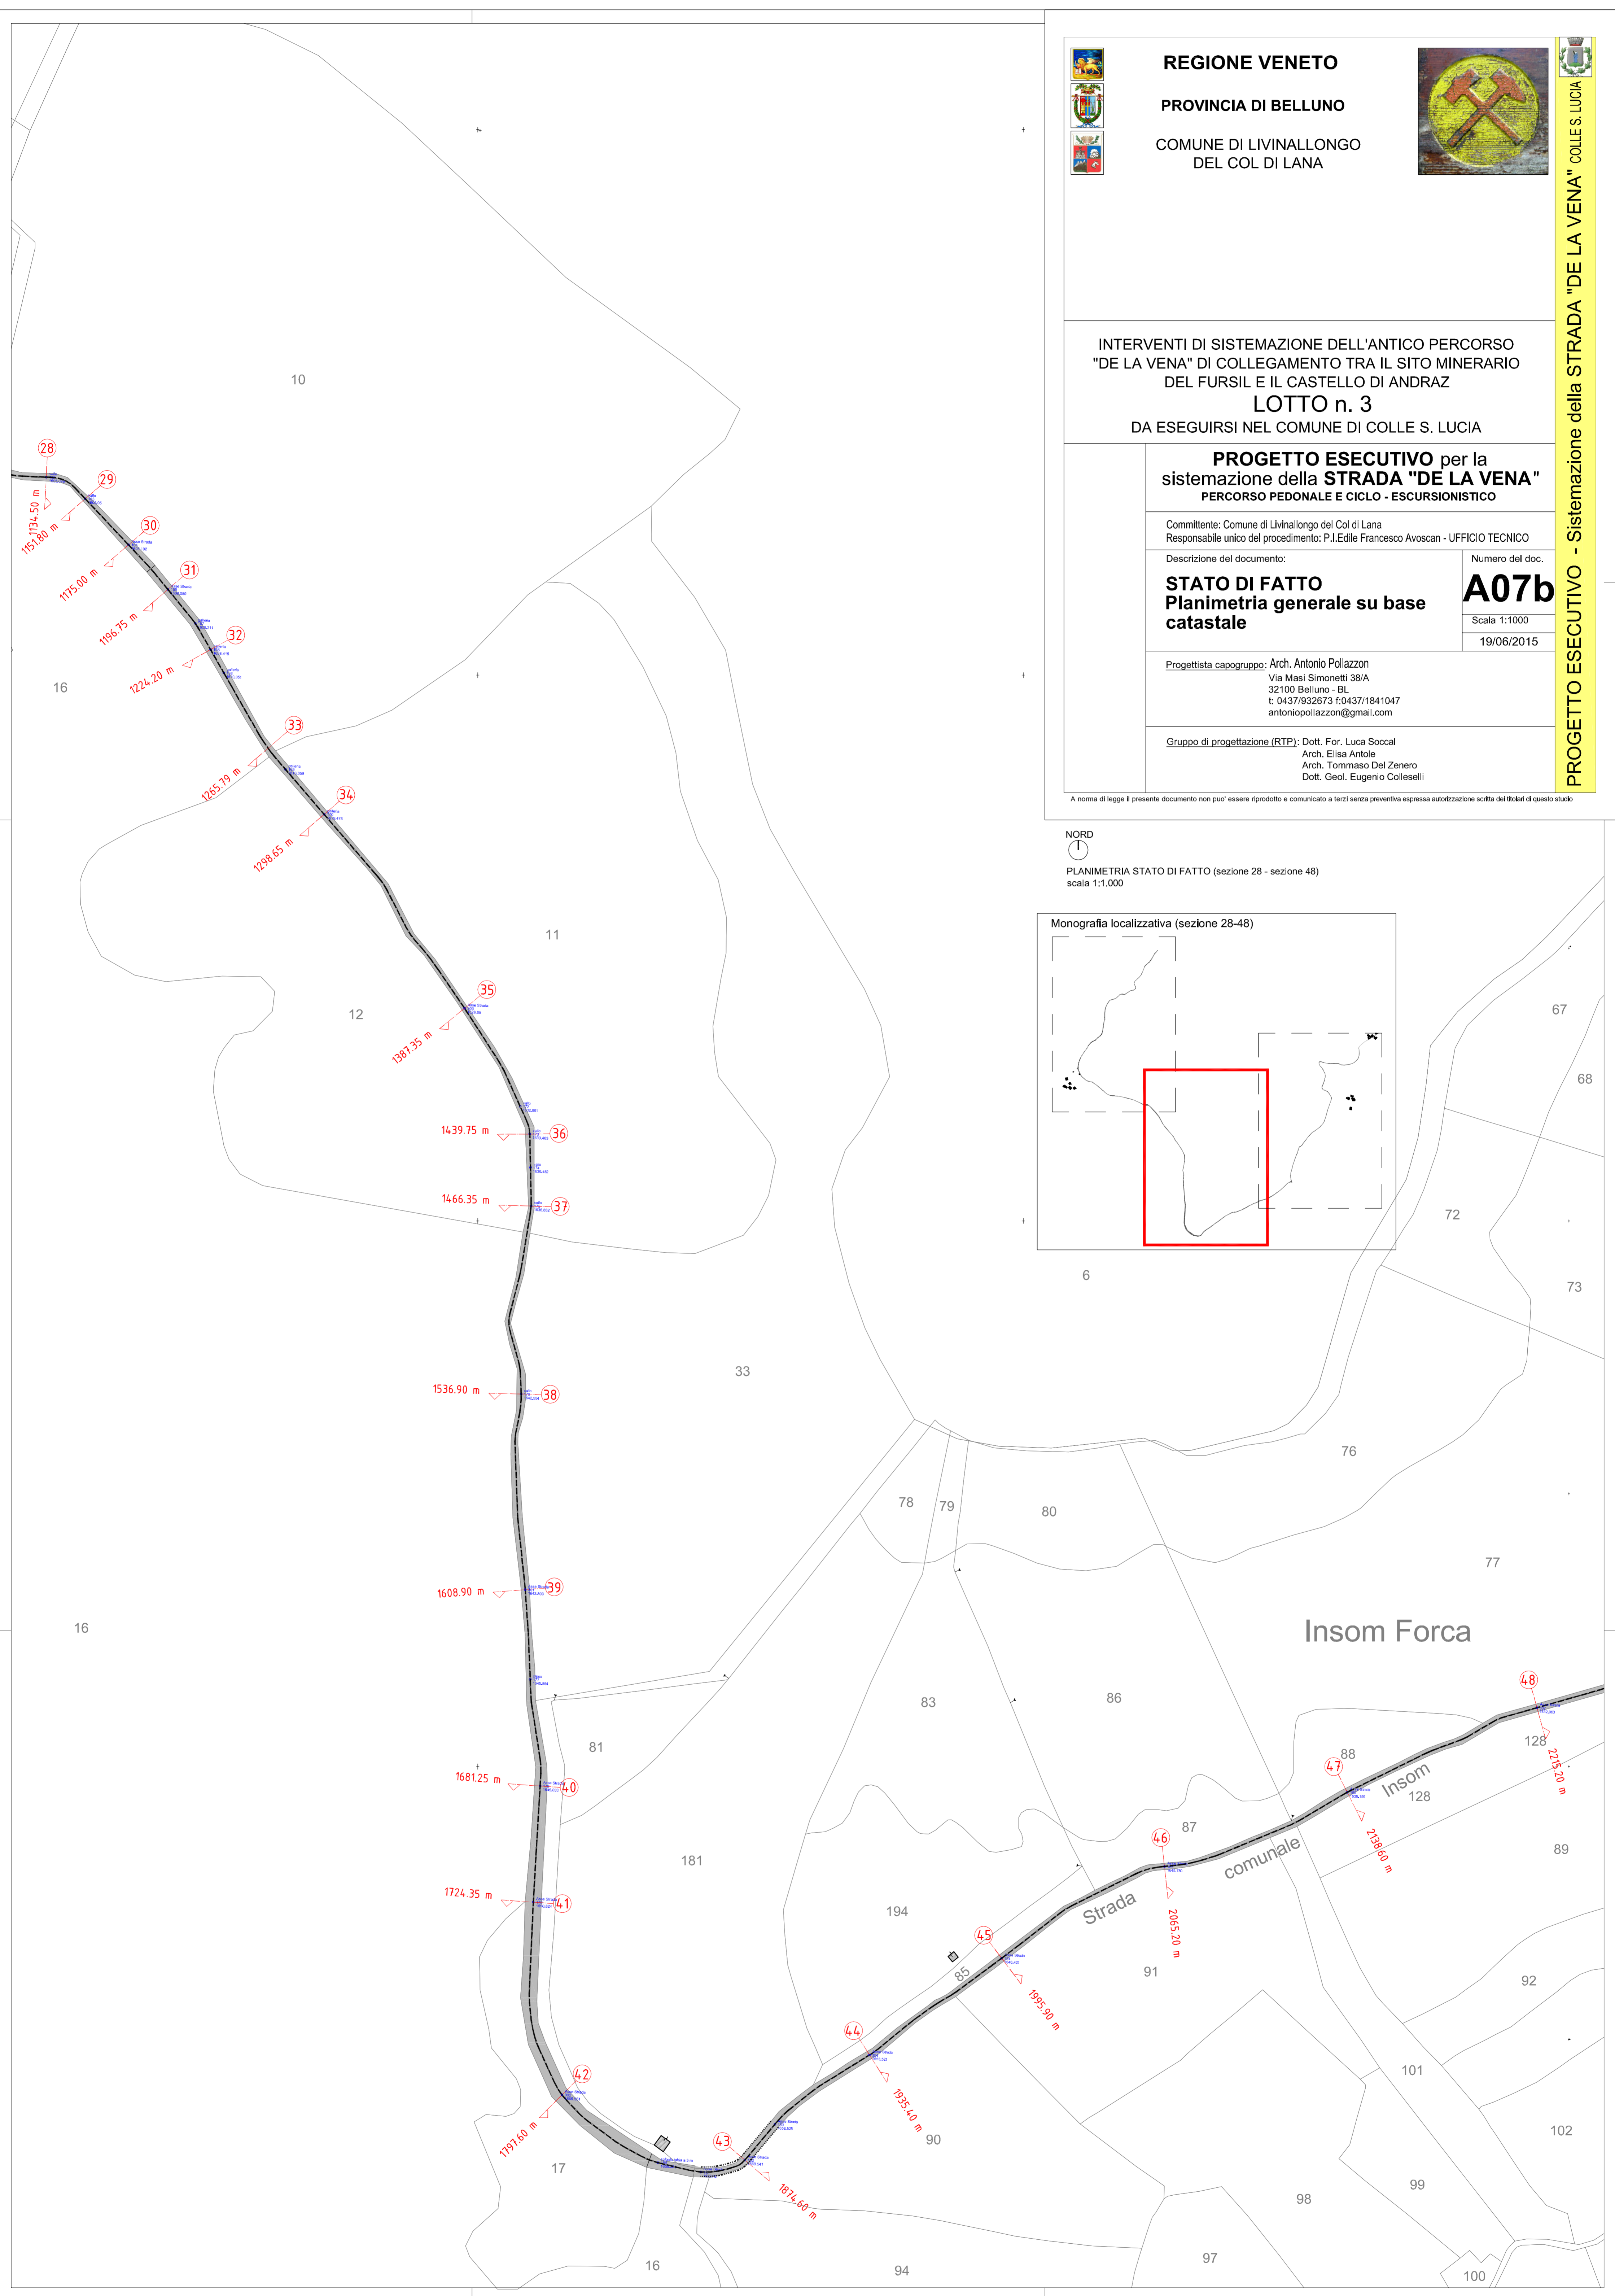 REGIONE VENETO
PROVINCIA DI BELLUNO
COMUNE DI LIVINALLONGO
DEL COL DI LANA
INTERVENTI DI SISTEMAZIONE DELL'ANTICO PERCORSO
"DE LA VENA" DI COLLEGAMENTO TRA IL SITO MINERARIO
DEL FURSIL E IL CASTELLO DI ANDRAZ
LOTTO n. 3
DA ESEGUIRSI NEL COMUNE DI COLLE S. LUCIA
PROGETTO ESECUTIVO per la
sistemazione della STRADA "DE LA VENA"
PERCORSO PEDONALE E CICLO - ESCURSIONISTICO
Committente: Comune di Livinallongo del Col di Lana
Responsabile unico del procedimento: P.I.Edile Francesco Avoscan - UFFICIO TECNICO
Descrizione del documento:
STATO DI FATTO
Planimetria generale su base
catastale
Numero del doc.
A07b
Scala 1:1000
19/06/2015
Progettista capogruppo: Arch. Antonio Pollazzon
Via Masi Simonetti 38/A
32100 Belluno - BL
t: 0437/932673 f:0437/1841047
antoniopollazzon@gmail.com
Gruppo di progettazione (RTP): Dott. For. Luca Soccal
Arch. Elisa Antole
Arch. Tommaso Del Zenero
Dott. Geol. Eugenio Colleselli
A norma di legge il presente documento non puo' essere riprodotto e comunicato a terzi senza preventiva espressa autorizzazione scritta dei titolari di questo studio
PROGETTO ESECUTIVO - Sistemazione della STRADA "DE LA VENA" COLLE S. LUCIA
NORD
PLANIMETRIA STATO DI FATTO (sezione 28 - sezione 48)
scala 1:1.000
Monografia localizzativa (sezione 28-48)
10
28
1134.50 m
29
1151.80 m
30
1175.00 m
31
1196.75 m
32
1224.20 m
16
33
1265.79 m
34
1298.65 m
11
12
35
1387.35 m
36
1439.75 m
37
1466.35 m
67
68
72
73
6
33
38
1536.90 m
76
78
79
80
77
39
1608.90 m
16
Insom Forca
83
86
48
2215.20 m
81
88
128
47
2138.60 m
Insom
128
40
1681.25 m
87
46
2065.20 m
comunale
89
181
41
1724.35 m
194
Strada
45
1995.90 m
85
91
92
44
1935.40 m
101
42
1797.60 m
102
43
1874.60 m
90
17
98
99
16
94
97
100